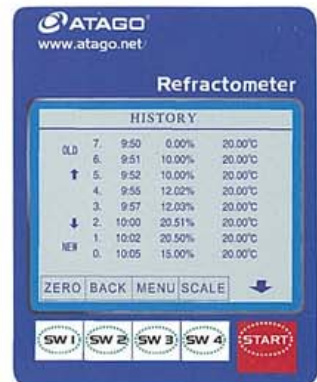 ATAGO®
www.atago.net
Refractometer
HISTORY
OLD 7. 9:50 0.00% 20.00°C
6. 9:51 10.00% 20.00°C
↑ 5. 9:52 10.00% 20.00°C
4. 9:55 12.02% 20.00°C
3. 9:57 12.03% 20.00°C
↓ 2. 10:00 20.51% 20.00°C
NEW 1. 10:02 20.50% 20.00°C
0. 10:05 15.00% 20.00°C
ZERO BACK MENU SCALE
SW 1 SW 2 SW 3 SW 4 START